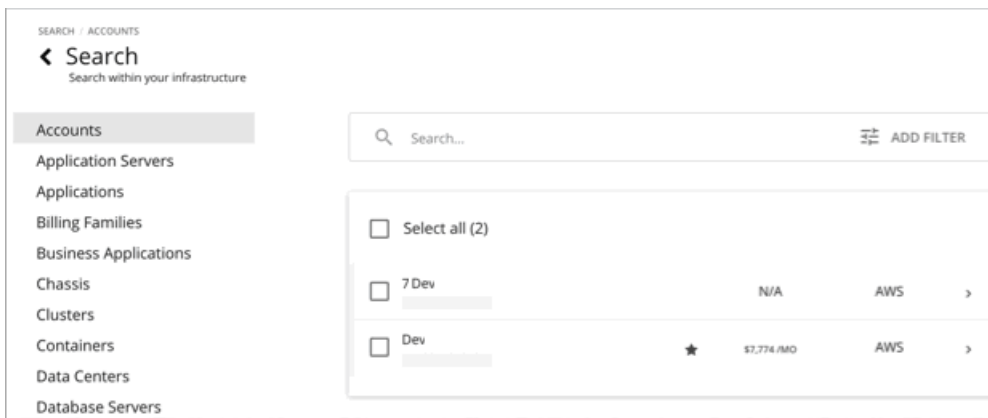 SEARCH / ACCOUNTS
Search
Search within your infrastructure
Accounts
Application Servers
Applications
Billing Families
Business Applications
Chassis
Clusters
Containers
Data Centers
Database Servers
Search...
ADD FILTER
Select all (2)
7 Dev
N/A
AWS
Dev
$7,774 /MO
AWS